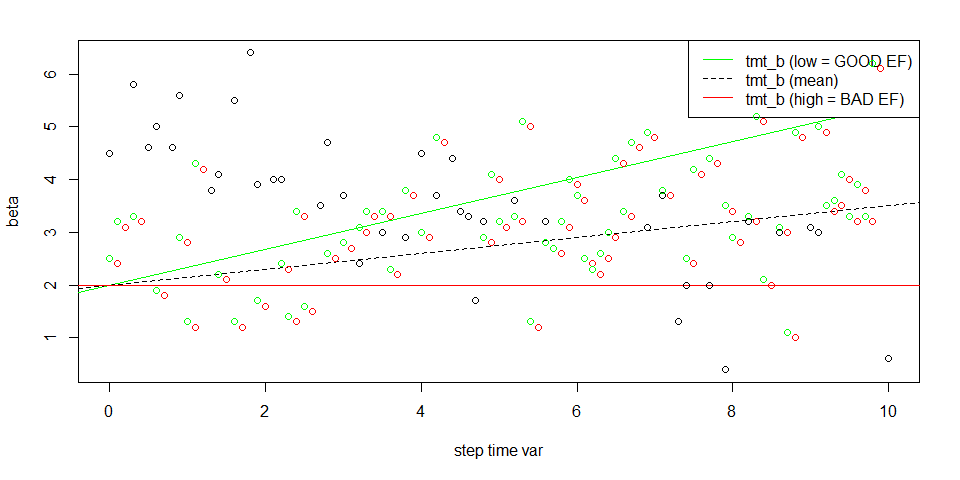 tmt_b (low = GOOD EF)
tmt_b (mean)
tmt_b (high = BAD EF)
6
5
4
3
2
1
beta
0 2 4 6 8 10
step time var